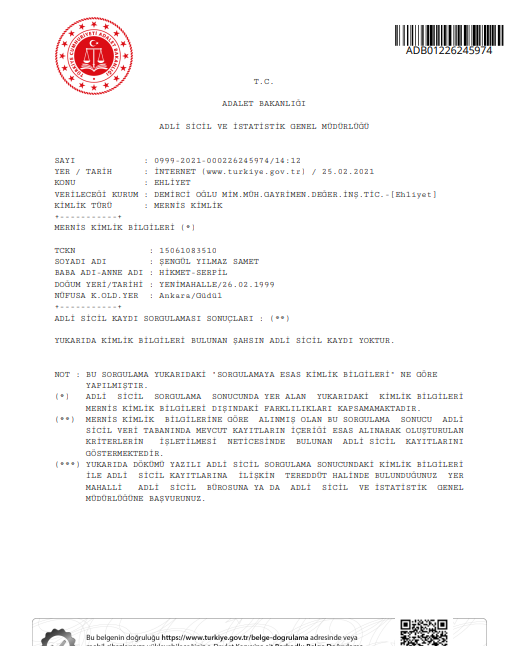 ADB01226245974
T.C.
ADALET BAKANLIĞI
ADLİ SİCİL VE İSTATİSTİK GENEL MÜDÜRLÜĞÜ
SAYI : 0999-2021-000226245974/14:12
YER / TARİH : İNTERNET (www.turkiye.gov.tr) / 25.02.2021
KONU : EHLİYET
VERİLECEĞİ KURUM : DEMİRCİ OĞLU MİM.MÜH.GAYRİMEN.DEĞER.İNŞ.TİC.-[Ehliyet]
KİMLİK TÜRÜ : MERNİS KİMLİK
+-----------+
MERNİS KİMLİK BİLGİLERİ (*)
TCKN : 15061083510
SOYADI ADI : ŞENGÜL YILMAZ SAMET
BABA ADI-ANNE ADI : HİKMET-SERPİL
DOĞUM YERİ/TARİHİ : YENİMAHALLE/26.02.1999
NÜFUSA K.OLD.YER : Ankara/Güdül
+-----------+
ADLİ SİCİL KAYDI SORGULAMASI SONUÇLARI : (**)
YUKARIDA KİMLİK BİLGİLERİ BULUNAN ŞAHSIN ADLİ SİCİL KAYDI YOKTUR.
NOT : BU SORGULAMA YUKARIDAKİ 'SORGULAMAYA ESAS KİMLİK BİLGİLERİ' NE GÖRE
YAPILMIŞTIR.
(*) ADLİ SİCİL SORGULAMA SONUCUNDA YER ALAN YUKARIDAKİ KİMLİK BİLGİLERİ
MERNİS KİMLİK BİLGİLERİ DIŞINDAKİ FARKLILIKLARI KAPSAMAMAKTADIR.
(**) MERNİS KİMLİK BİLGİLERİNE GÖRE ALINMIŞ OLAN BU SORGULAMA SONUCU ADLİ
SİCİL VERİ TABANINDA MEVCUT KAYITLARIN İÇERİĞİ ESAS ALINARAK OLUŞTURULAN
KRİTERLERİN İŞLETİLMESİ NETİCESİNDE BULUNAN ADLİ SİCİL KAYITLARINI
GÖSTERMEKTEDİR.
(***) YUKARIDA DÖKÜMÜ YAZILI ADLİ SİCİL SORGULAMA SONUCUNDAKİ KİMLİK BİLGİLERİ
İLE ADLİ SİCİL KAYITLARINA İLİŞKİN TEREDDÜT HALİNDE BULUNDUĞUNUZ YER
MAHALLİ ADLİ SİCİL BÜROSUNA YA DA ADLİ SİCİL VE İSTATİSTİK GENEL
MÜDÜRLÜĞÜNE BAŞVURUNUZ.
Bu belgenin doğruluğu https://www.turkiye.gov.tr/belge-dogrulama adresinde veya